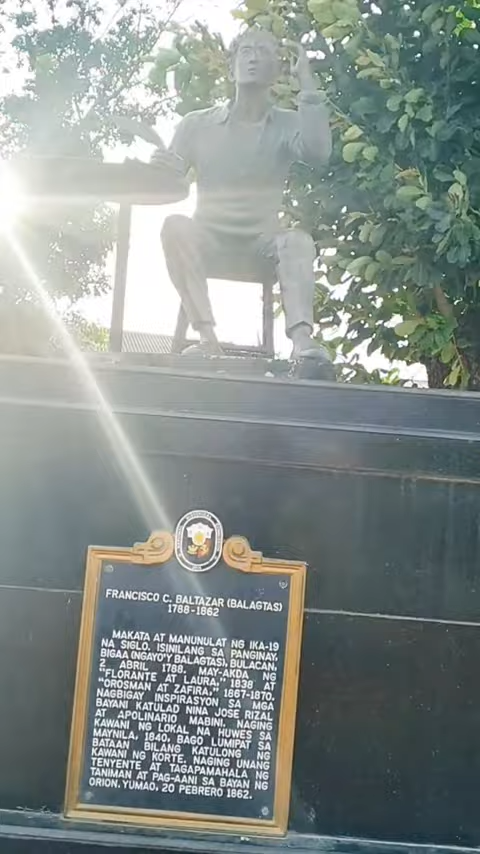 FRANCISCO C. BALTAZAR (BALAGTAS)
1788-1862
MAKATA AT MANUNULAT NG IKA-19
NA SIGLO. ISINILANG SA PANGINAY,
BIGAA (NGAYO'Y BALAGTAS), BULACAN,
2 ABRIL, 1788. MAY-AKDA NG
"FLORANTE AT LAURA," 1838 AT
"OROSMAN AT ZAFIRA," 1867-1870.
NAGBIGAY INSPIRASYON SA MGA
BAYANI KATULAD NINA JOSE RIZAL
AT APOLINARIO MABINI. NAGING
KAWANI NG LOKAL NA HUWES SA
MAYNILA, 1840, BAGO LUMIPAT SA
BATAAN BILANG KATULONG NG
KAWANI NG KORTE. NAGING UNANG
TENYENTE AT TAGAPAMAHALA NG
TANIMAN AT PAG-AANI SA BAYAN NG
ORION. YUMAO, 20 PEBRERO 1862.